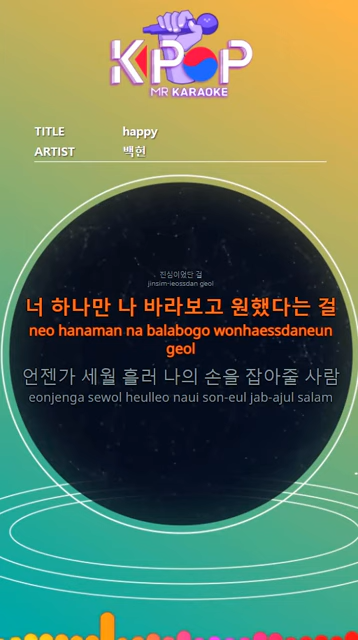 KPOP
MR KARAOKE
TITLE happy
ARTIST 백현
진심이었단 걸
jinsim-ieossdan geol
너 하나만 나 바라보고 원했다는 걸
neo hanaman na balabogo wonhaessdaneun
geol
언젠가 세월 흘러 나의 손을 잡아줄 사람
eonjenga sewol heulleo naui son-eul jab-ajul salam